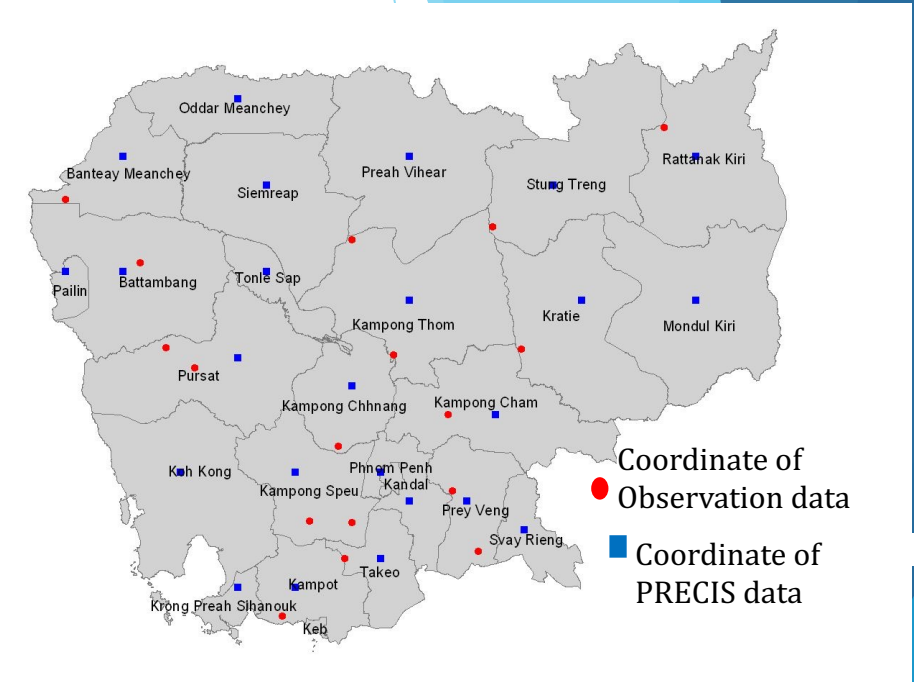 Oddar Meanchey
Banteay Meanchey
Preah Vihear
Rattanak Kiri
Siemreap
Stung Treng
Pailin
Battambang
Tonle Sap
Kampong Thom
Kratie
Mondul Kiri
Pursat
Kampong Chhnang
Kampong Cham
Koh Kong
Phnom Penh
Kampong Speu
Kandal
Prey Veng
Svay Rieng
Takeo
Kampot
Krong Preah Sihanouk
Keb
Coordinate of
Observation data
Coordinate of
PRECIS data